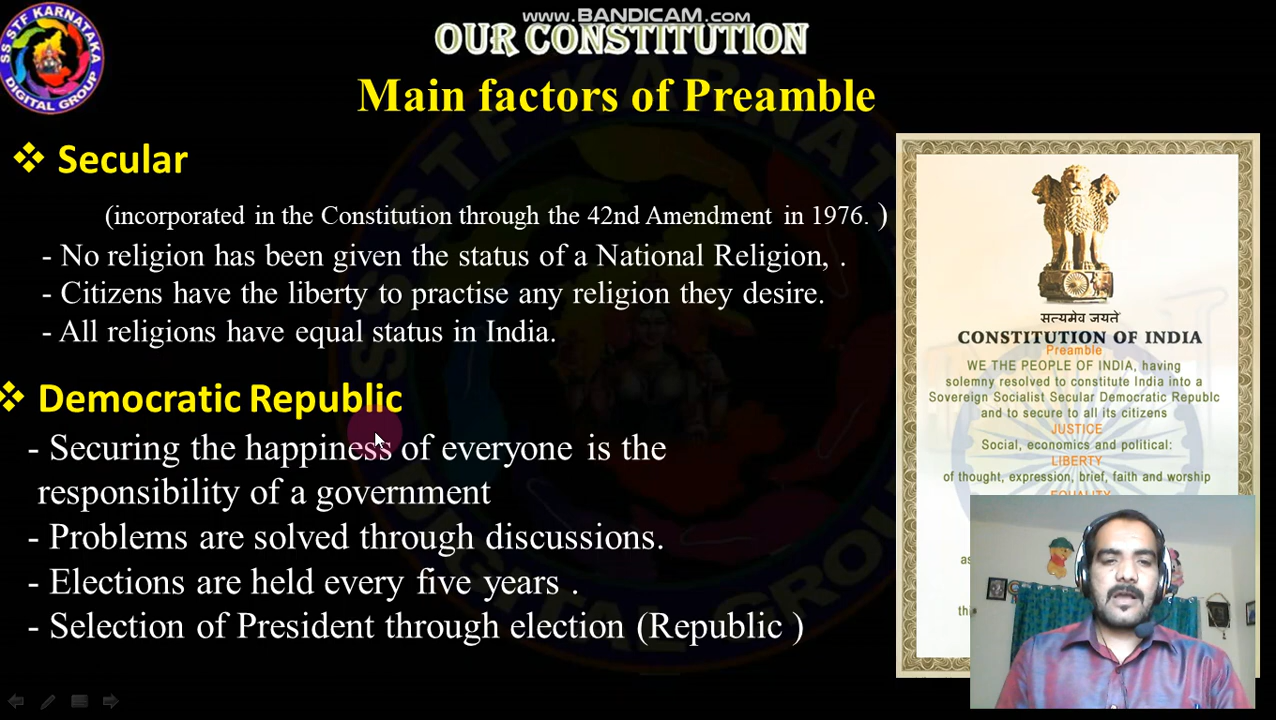 www.BANDICAM.com
OUR CONSTITUTION
SS STF KARNATAKA
DIGITAL GROUP
Main factors of Preamble
❖ Secular
(incorporated in the Constitution through the 42nd Amendment in 1976. )
- No religion has been given the status of a National Religion, .
- Citizens have the liberty to practise any religion they desire.
- All religions have equal status in India.
❖ Democratic Republic
- Securing the happiness of everyone is the
responsibility of a government
- Problems are solved through discussions.
- Elections are held every five years .
- Selection of President through election (Republic )
सत्यमेव जयते
CONSTITUTION OF INDIA
Preamble
WE THE PEOPLE OF INDIA, having
solemny resolved to constitute India into a
Sovereign Socialist Secular Democratic Republc
and to secure to all its citizens
JUSTICE
Social, economics and political:
LIBERTY
of thought, expression, brief, faith and worship
EQUALITY